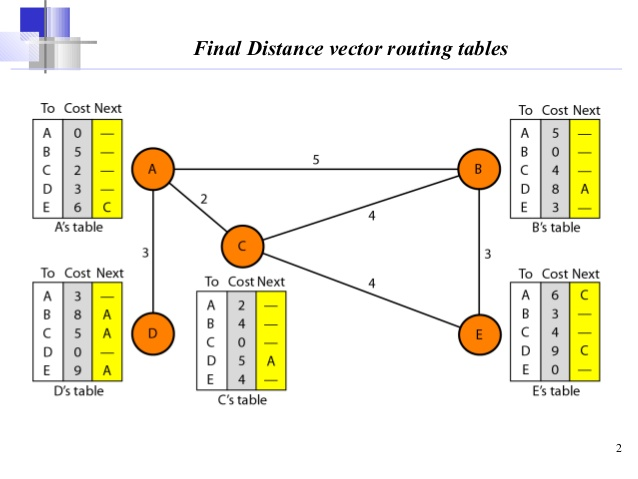 Final Distance vector routing tables
To Cost Next
A 0 —
B 5 —
C 2 —
D 3 —
E 6 C
A's table
To Cost Next
A 5 —
B 0 —
C 4 —
D 8 A
E 3 —
B's table
A
5
B
2
4
C
3
3
4
D
E
To Cost Next
A 3 —
B 8 A
C 5 A
D 0 —
E 9 A
D's table
To Cost Next
A 2 —
B 4 —
C 0 —
D 5 A
E 4 —
C's table
To Cost Next
A 6 C
B 3 —
C 4 —
D 9 C
E 0 —
E's table
2